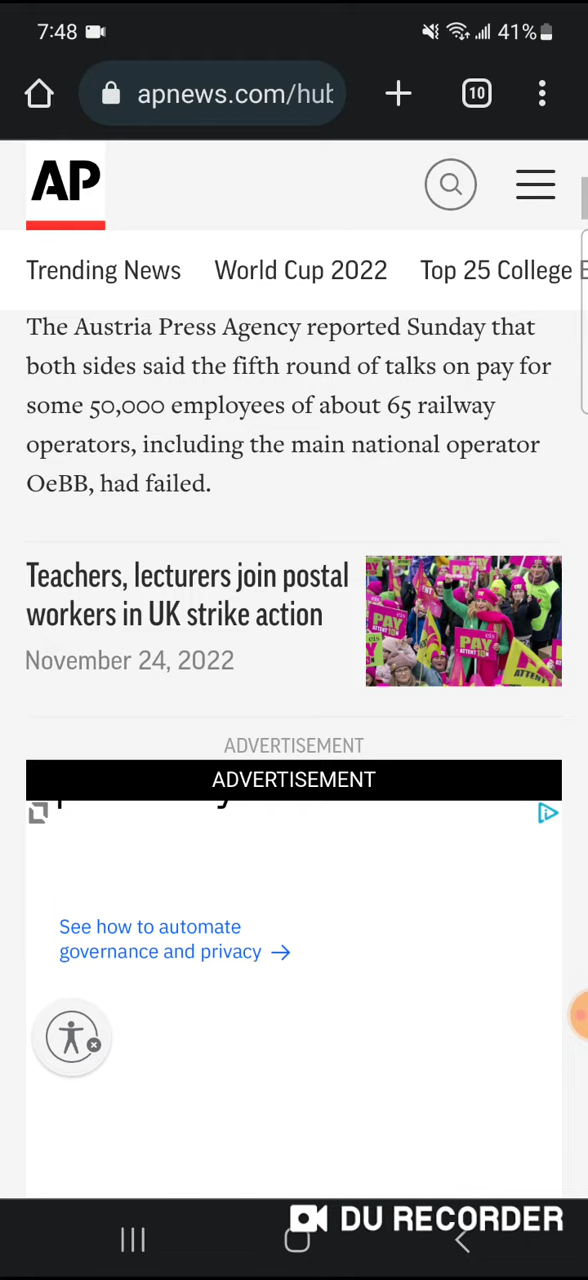 7:48
41%
apnews.com/hub
10
AP
Trending News World Cup 2022 Top 25 College
The Austria Press Agency reported Sunday that
both sides said the fifth round of talks on pay for
some 50,000 employees of about 65 railway
operators, including the main national operator
OeBB, had failed.
Teachers, lecturers join postal
workers in UK strike action
November 24, 2022
PAY
PAY
ADVERTISEMENT
ADVERTISEMENT
See how to automate
governance and privacy →
DU RECORDER